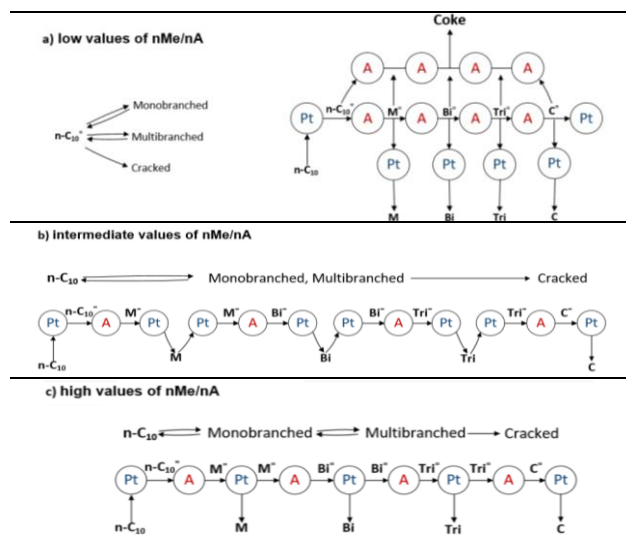 a) low values of nMe/nA
Coke
A A A A
Monobranched
n-C10=
Multibranched
Cracked
n-C10= M= Bi= Tri= C=
Pt A A A A Pt
Pt Pt Pt Pt
n-C10
M Bi Tri C
b) intermediate values of nMe/nA
n-C10 Monobranched, Multibranched Cracked
n-C10= M= M= Bi= Bi= Tri= Tri= C=
Pt A Pt Pt A Pt Pt A Pt Pt A Pt
n-C10 M Bi Tri C
c) high values of nMe/nA
n-C10 Monobranched Multibranched Cracked
n-C10= M= M= Bi= Bi= Tri= Tri= C=
Pt A Pt A Pt A Pt A Pt
n-C10 M Bi Tri C